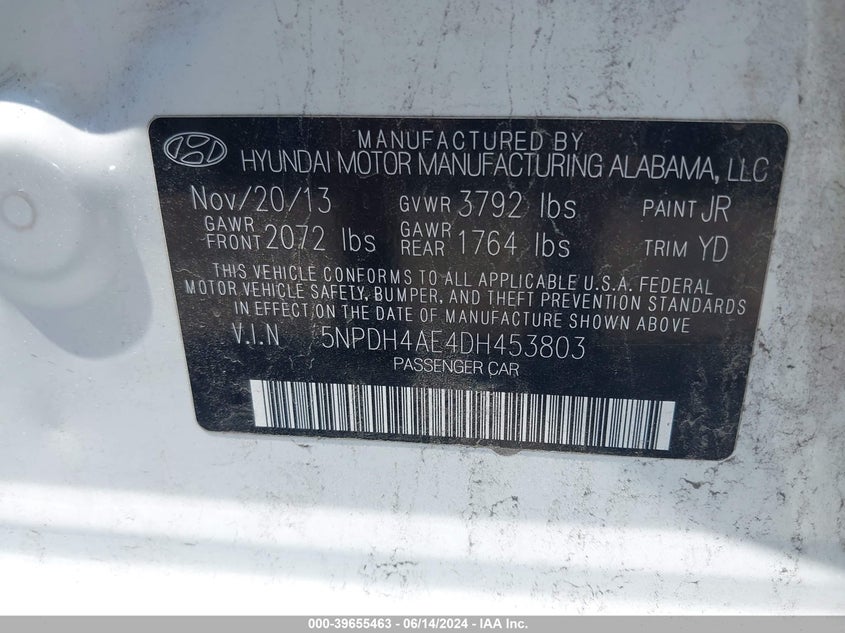 MANUFACTURED BY
HYUNDAI MOTOR MANUFACTURING ALABAMA, LLC
Nov/20/13 GVWR 3792 lbs PAINT JR
GAWR FRONT 2072 lbs GAWR REAR 1764 lbs TRIM YD
THIS VEHICLE CONFORMS TO ALL APPLICABLE U.S.A. FEDERAL
MOTOR VEHICLE SAFETY, BUMPER, AND THEFT PREVENTION STANDARDS
IN EFFECT ON THE DATE OF MANUFACTURE SHOWN ABOVE
V.I.N 5NPDH4AE4DH453803
PASSENGER CAR
000-39655463 - 06/14/2024 - IAA Inc.